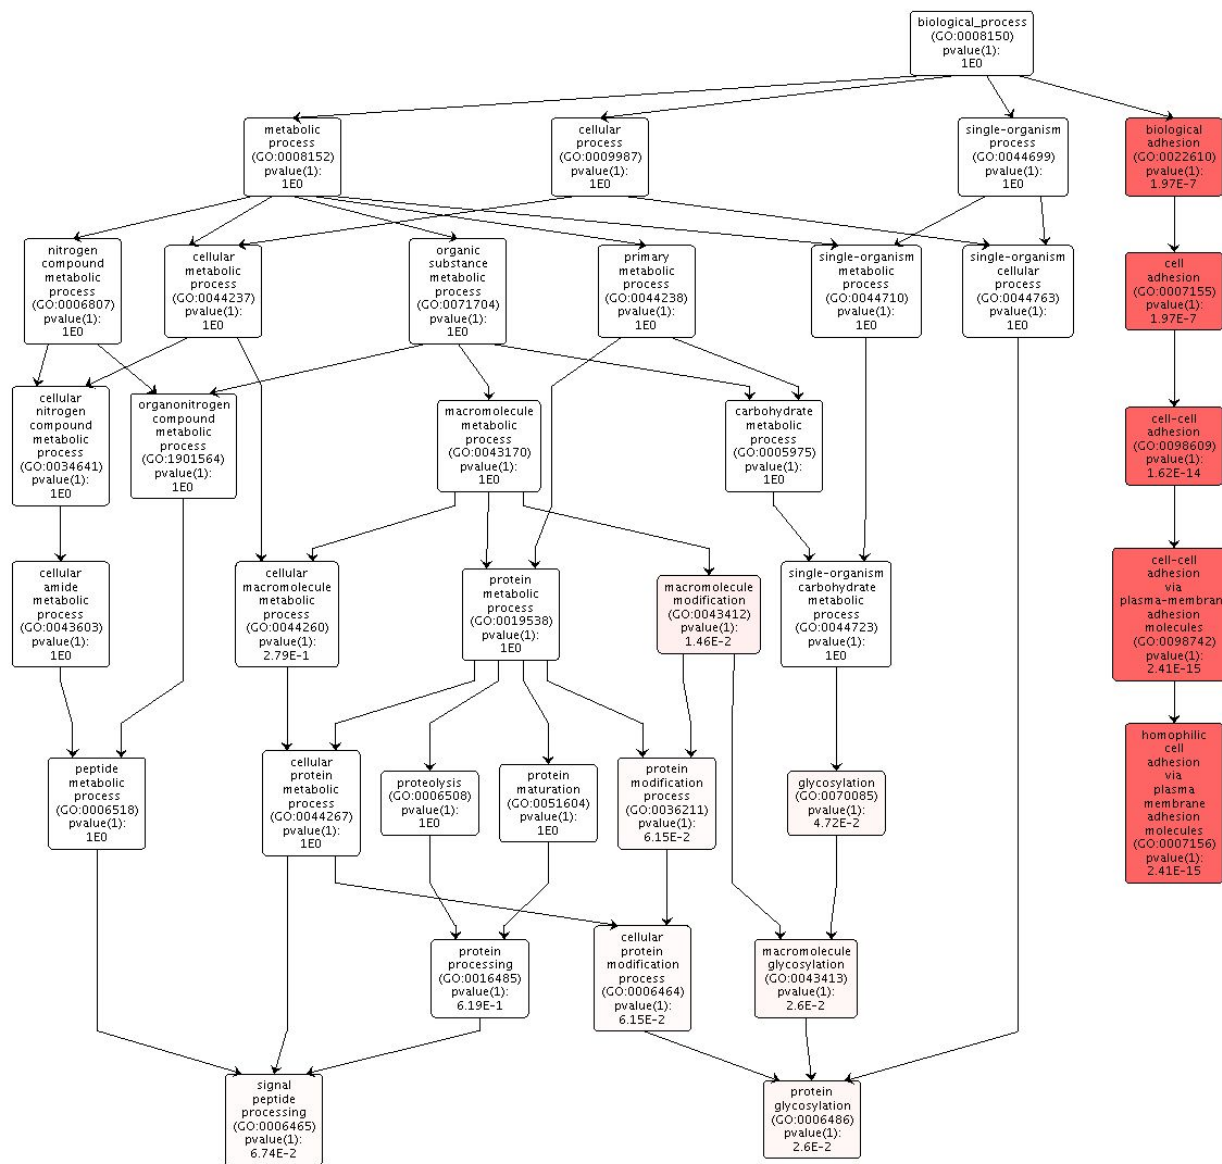 biological_process
(GO:0008150)
pvalue(1):
1E0
metabolic
process
(GO:0008152)
pvalue(1):
1E0
cellular
process
(GO:0009987)
pvalue(1):
1E0
single-organism
process
(GO:0044699)
pvalue(1):
1E0
biological
adhesion
(GO:0022610)
pvalue(1):
1.97E-7
nitrogen
compound
metabolic
process
(GO:0006807)
pvalue(1):
1E0
cellular
metabolic
process
(GO:0044237)
pvalue(1):
1E0
organic
substance
metabolic
process
(GO:0071704)
pvalue(1):
1E0
primary
metabolic
process
(GO:0044238)
pvalue(1):
1E0
single-organism
metabolic
process
(GO:0044710)
pvalue(1):
1E0
single-organism
cellular
process
(GO:0044763)
pvalue(1):
1E0
cell
adhesion
(GO:0007155)
pvalue(1):
1.97E-7
cellular
nitrogen
compound
metabolic
process
(GO:0034641)
pvalue(1):
1E0
organonitrogen
compound
metabolic
process
(GO:1901564)
pvalue(1):
1E0
macromolecule
metabolic
process
(GO:0043170)
pvalue(1):
1E0
carbohydrate
metabolic
process
(GO:0005975)
pvalue(1):
1E0
cell-cell
adhesion
(GO:0098609)
pvalue(1):
1.62E-14
cellular
amide
metabolic
process
(GO:0043603)
pvalue(1):
1E0
cellular
macromolecule
metabolic
process
(GO:0044260)
pvalue(1):
2.79E-1
protein
metabolic
process
(GO:0019538)
pvalue(1):
1E0
macromolecule
modification
(GO:0043412)
pvalue(1):
1.46E-2
single-organism
carbohydrate
metabolic
process
(GO:0044723)
pvalue(1):
1E0
cell-cell
adhesion
via
plasma-membrane
adhesion
molecules
(GO:0098742)
pvalue(1):
2.41E-15
peptide
metabolic
process
(GO:0006518)
pvalue(1):
1E0
cellular
protein
metabolic
process
(GO:0044267)
pvalue(1):
1E0
proteolysis
(GO:0006508)
pvalue(1):
1E0
protein
maturation
(GO:0051604)
pvalue(1):
1E0
protein
modification
process
(GO:0036211)
pvalue(1):
6.15E-2
glycosylation
(GO:0070085)
pvalue(1):
4.72E-2
homophilic
cell
adhesion
via
plasma
membrane
adhesion
molecules
(GO:0007156)
pvalue(1):
2.41E-15
protein
processing
(GO:0016485)
pvalue(1):
6.19E-1
cellular
protein
modification
process
(GO:0006464)
pvalue(1):
6.15E-2
macromolecule
glycosylation
(GO:0043413)
pvalue(1):
2.6E-2
signal
peptide
processing
(GO:0006465)
pvalue(1):
6.74E-2
protein
glycosylation
(GO:0006486)
pvalue(1):
2.6E-2